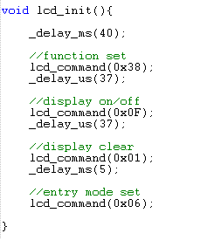 void lcd_init(){
_delay_ms(40);
//function set
lcd_command(0x38);
_delay_us(37);
//display on/off
lcd_command(0x0F);
_delay_us(37);
//display clear
lcd_command(0x01);
_delay_ms(5);
//entry mode set
lcd_command(0x06);
}